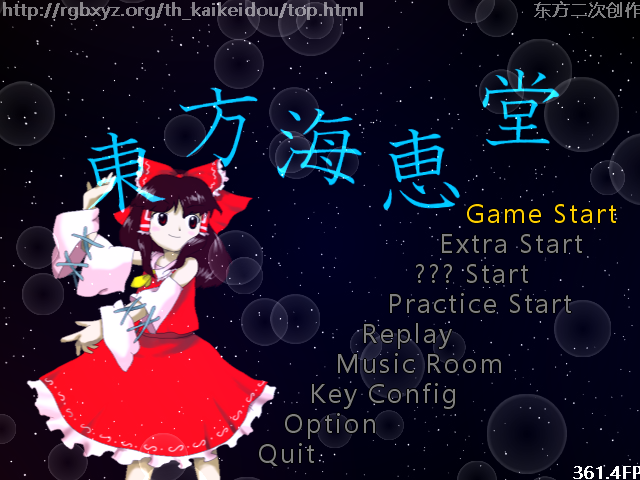 http://rgbxyz.org/th_kaikeidou/top.html
东方二次创作
東方海恵堂
Game Start
Extra Start
??? Start
Practice Start
Replay
Music Room
Key Config
Option
Quit
361.4FP